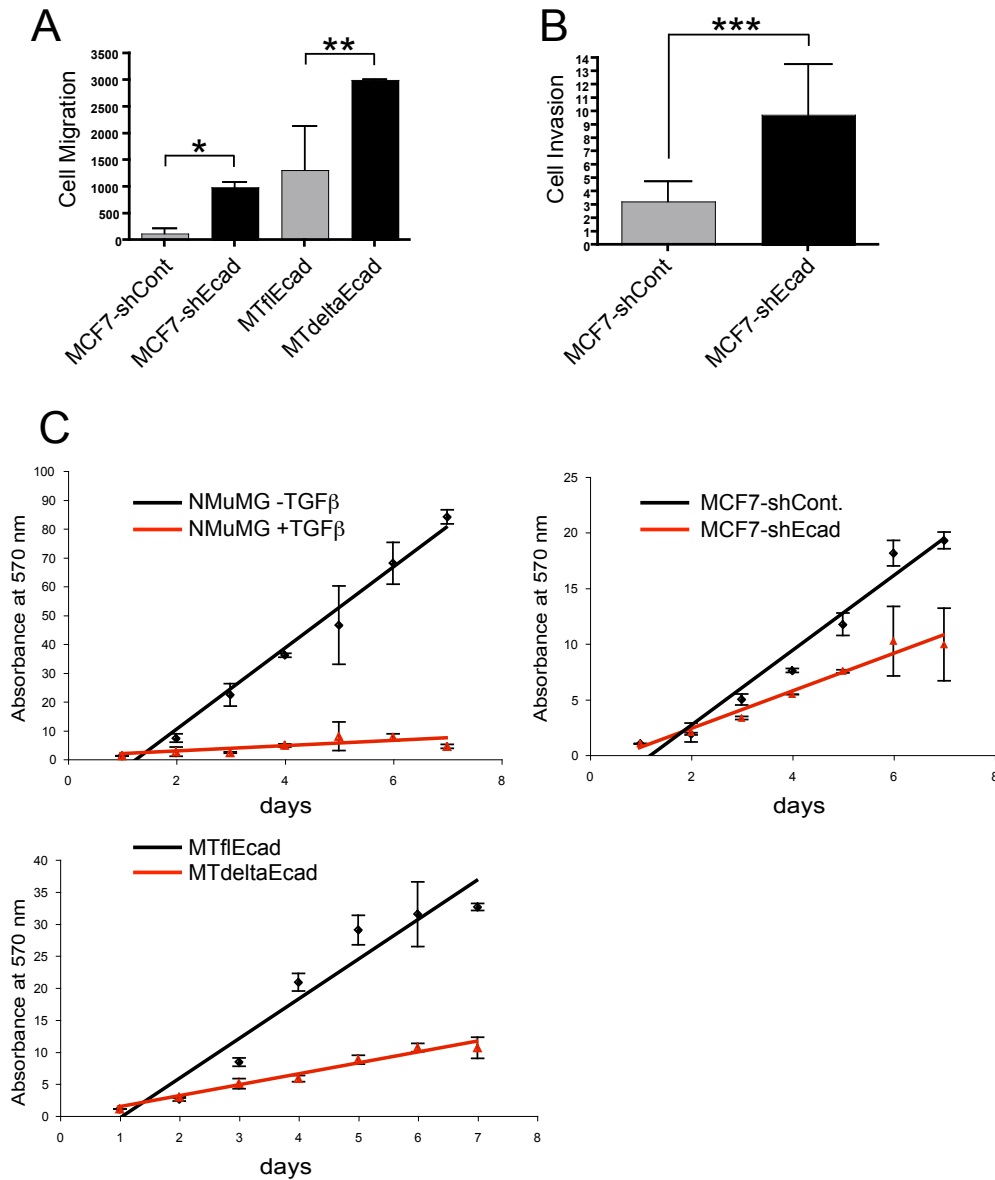 A
Cell Migration
3500
3000
2500
2000
1500
1000
500
0
*
**
MCF7-shCont
MCF7-shEcad
MTflEcad
MTdeltaEcad
B
Cell Invasion
14
13
12
11
10
9
8
7
6
5
4
3
2
1
0
***
MCF7-shCont
MCF7-shEcad
C
NMuMG -TGFβ
NMuMG +TGFβ
Absorbance at 570 nm
100
90
80
70
60
50
40
30
20
10
0
0 2 4 6 8
days
MCF7-shCont.
MCF7-shEcad
Absorbance at 570 nm
25
20
15
10
5
0
0 2 4 6 8
days
MTflEcad
MTdeltaEcad
Absorbance at 570 nm
40
35
30
25
20
15
10
5
0
0 1 2 3 4 5 6 7 8
days